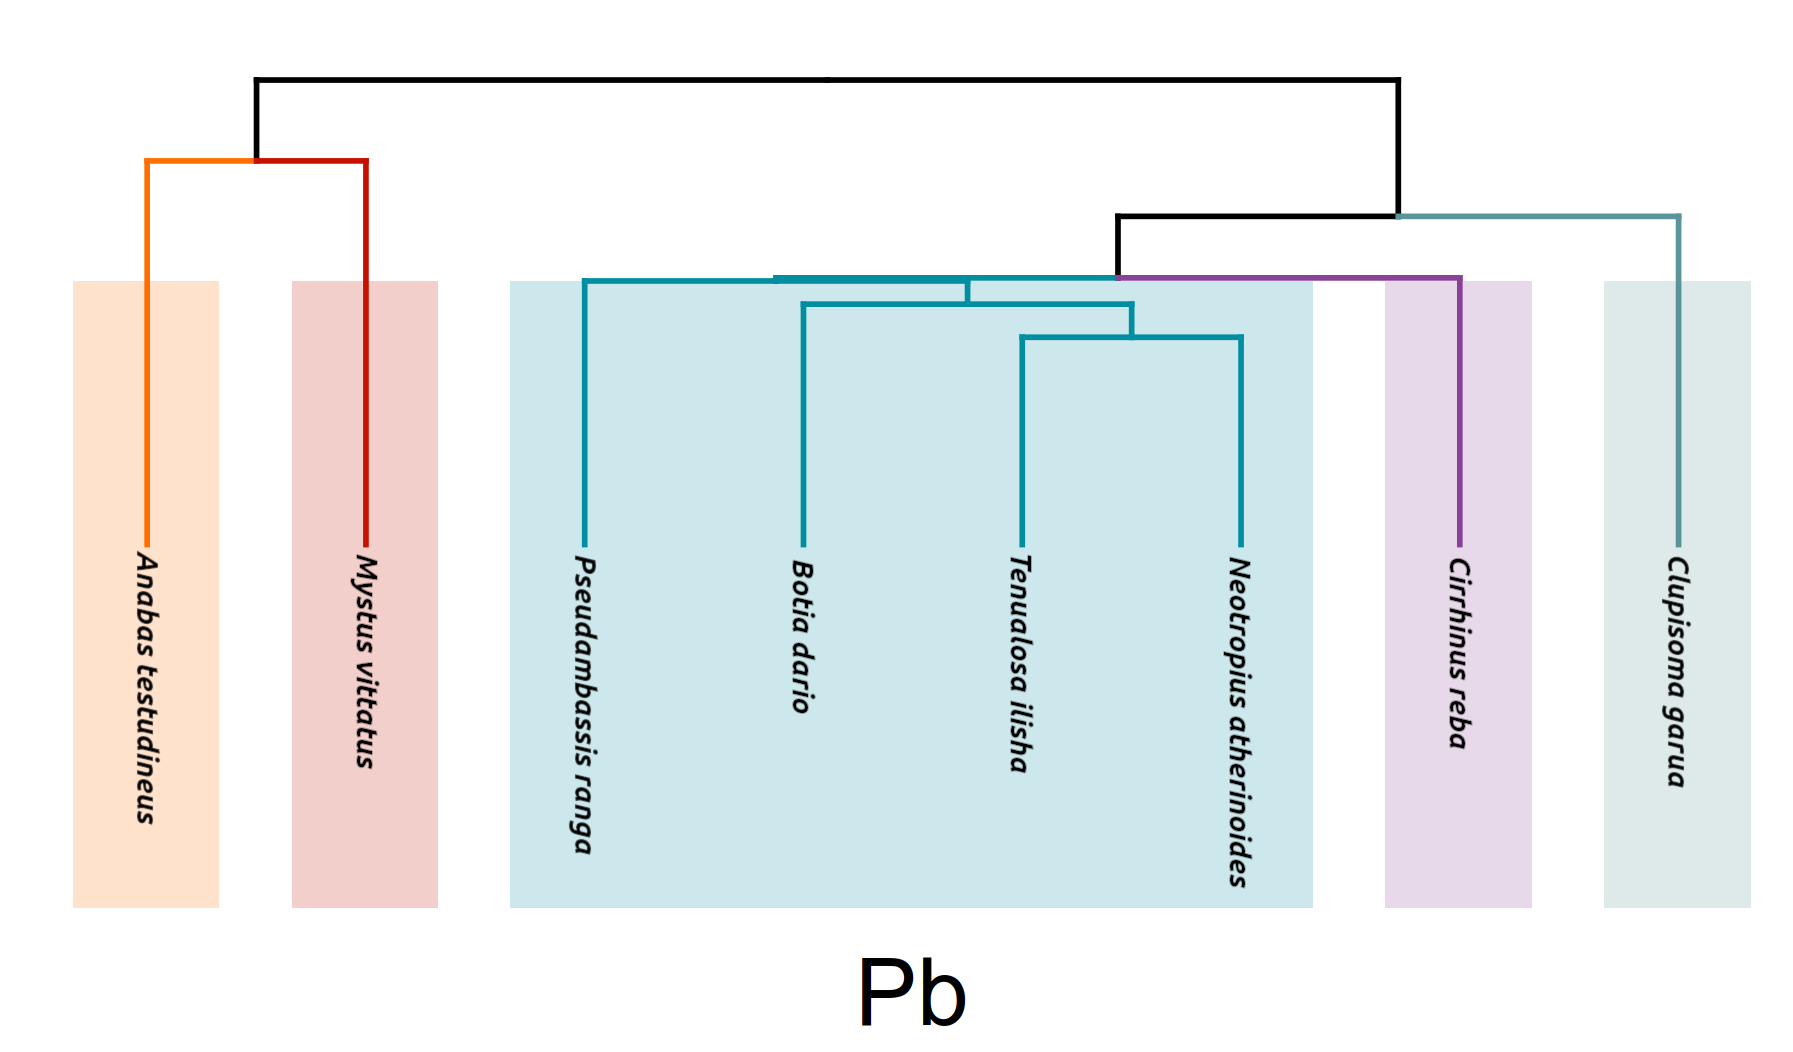 Anabas testudineus
Mystus vittatus
Pseudambassis ranga
Botia dario
Tenualosa ilisha
Neotropius atherinoides
Cirrhinus reba
Clupisoma garua
Pb